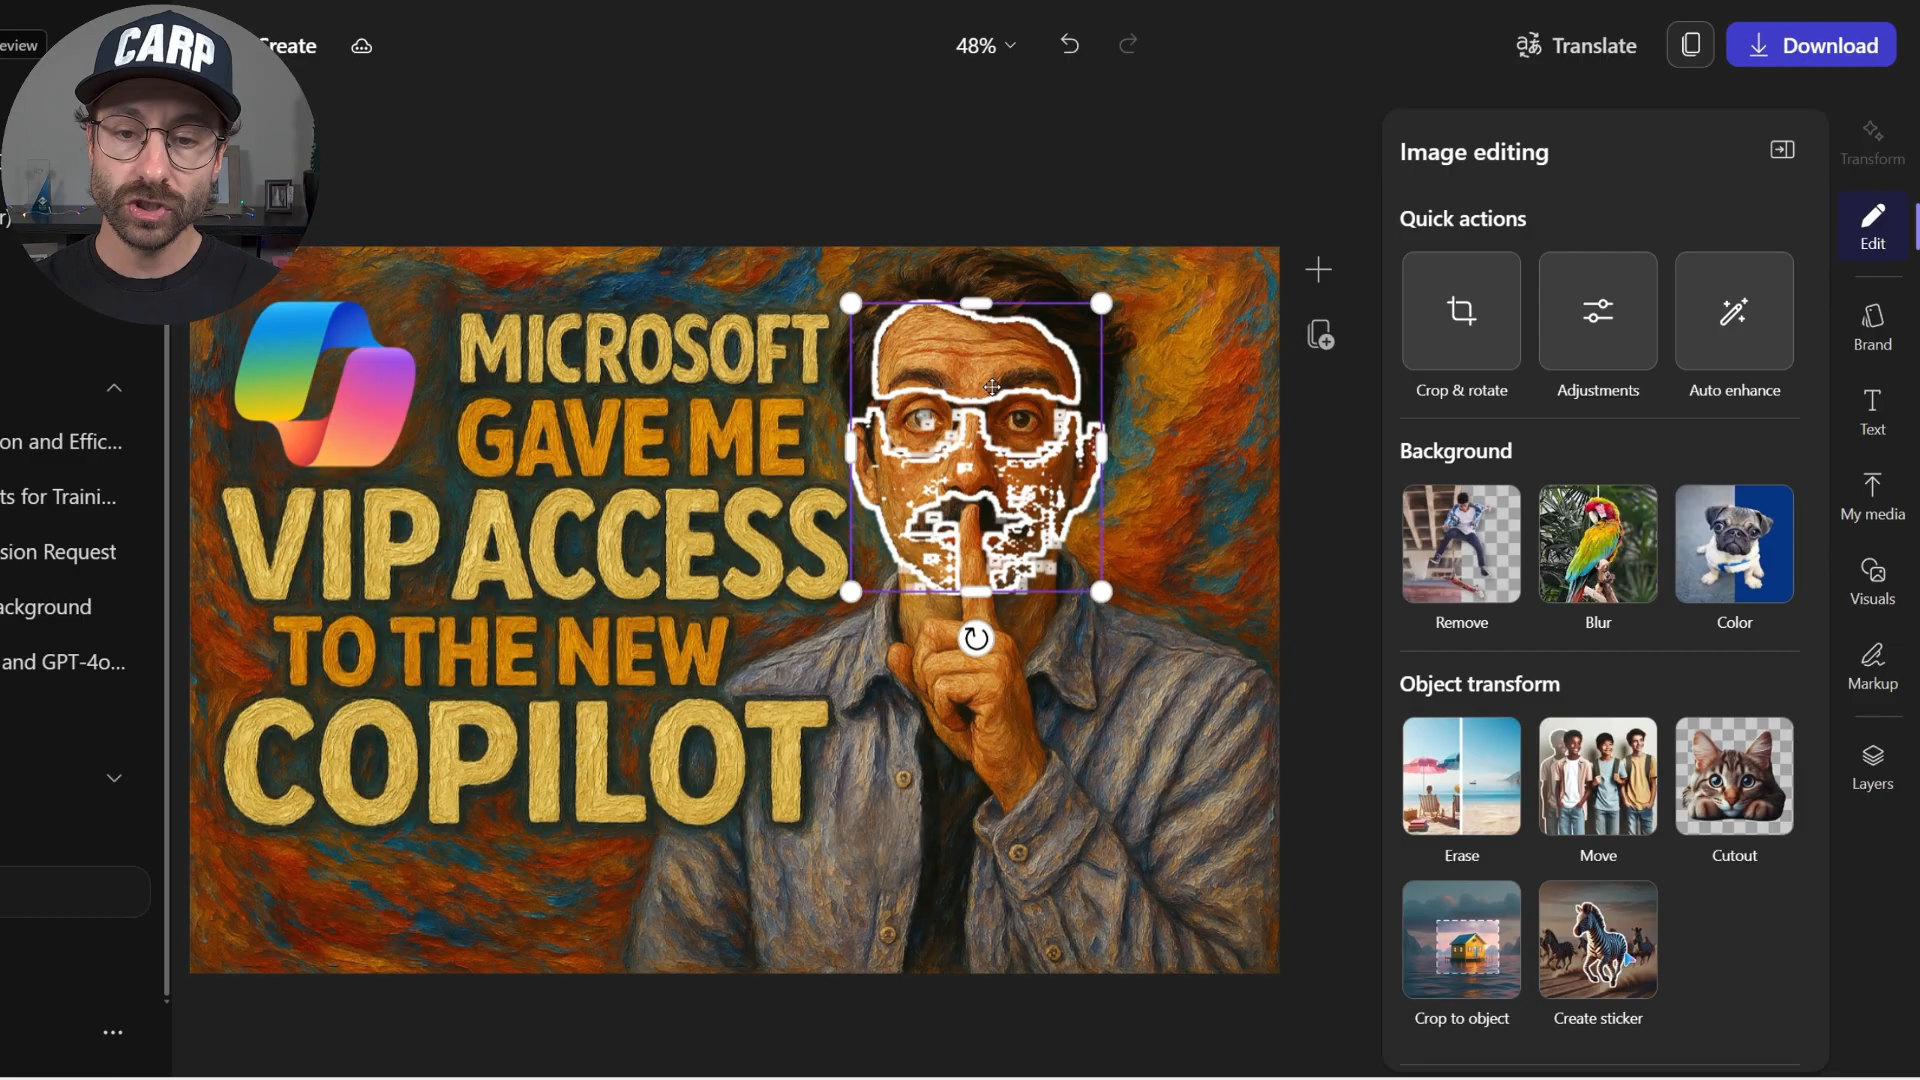 CARP
eview
Create
48%
Translate
Download
r)
on and Effic...
ts for Traini...
sion Request
ackground
and GPT-4o...
MICROSOFT
GAVE ME
VIP ACCESS
TO THE NEW
COPILOT
Image editing
Quick actions
Crop & rotate
Adjustments
Auto enhance
Background
Remove
Blur
Color
Object transform
Erase
Move
Cutout
Crop to object
Create sticker
Transform
Edit
Brand
Text
My media
Visuals
Markup
Layers